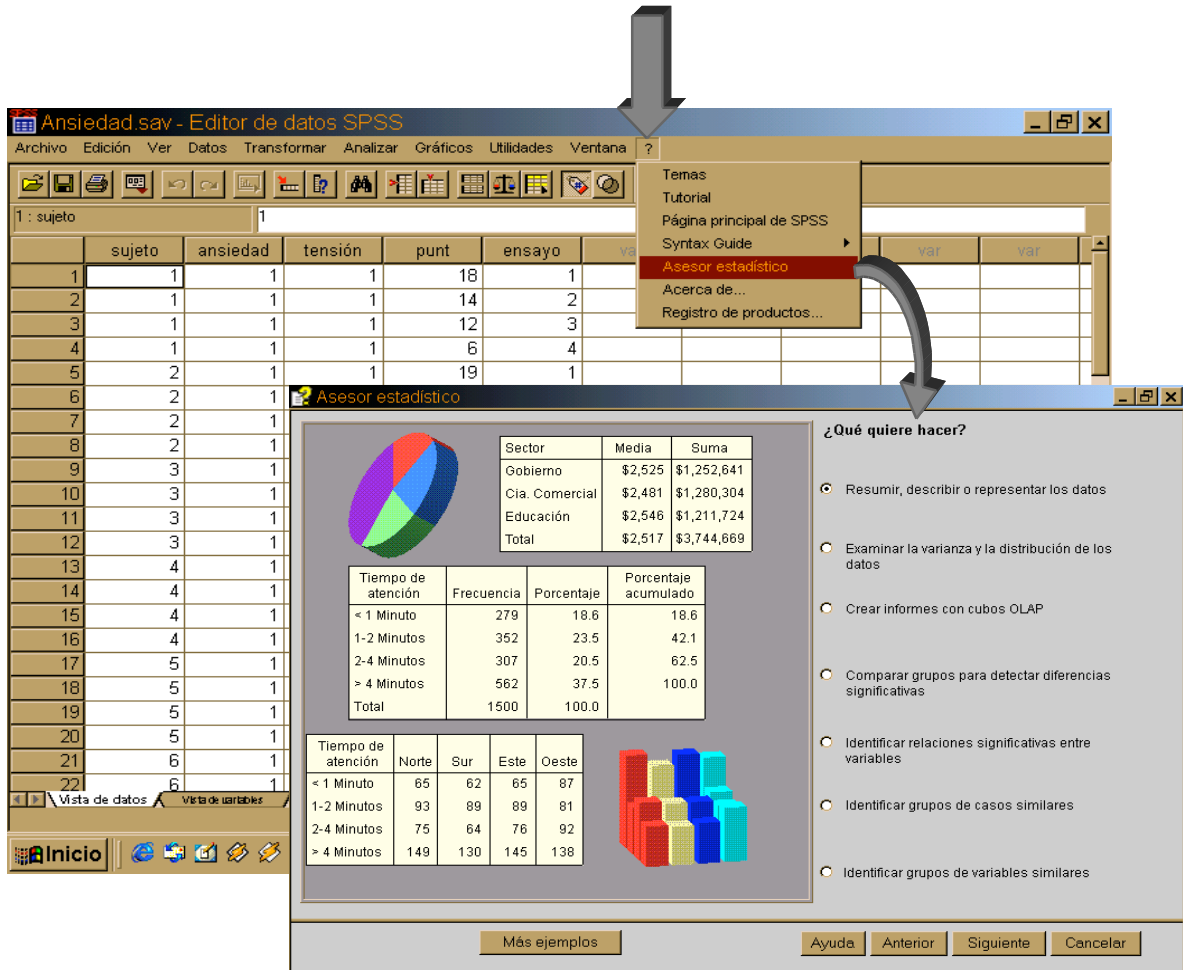 Ansiedad.sav - Editor de datos SPSS
Archivo Edición Ver Datos Transformar Analizar Gráficos Utilidades Ventana ?
1 : sujeto 1
Temas
Tutorial
Página principal de SPSS
Syntax Guide
Asesor estadístico
Acerca de...
Registro de productos...
sujeto ansiedad tensión punt ensayo va var var
1 1 1 1 18 1
2 1 1 1 14 2
3 1 1 1 12 3
4 1 1 1 6 4
5 2 1 1 19 1
6 2 1
7 2 1
8 2 1
9 3 1
10 3 1
11 3 1
12 3 1
13 4 1
14 4 1
15 4 1
16 4 1
17 5 1
18 5 1
19 5 1
20 5 1
21 6 1
22 6 1
Vista de datos Vista de variables
Inicio
Asesor estadístico
Sector Media Suma
Gobierno $2,525 $1,252,641
Cia. Comercial $2,481 $1,280,304
Educación $2,546 $1,211,724
Total $2,517 $3,744,669
Tiempo de atención Frecuencia Porcentaje Porcentaje acumulado
< 1 Minuto 279 18.6 18.6
1-2 Minutos 352 23.5 42.1
2-4 Minutos 307 20.5 62.5
> 4 Minutos 562 37.5 100.0
Total 1500 100.0
Tiempo de atención Norte Sur Este Oeste
< 1 Minuto 65 62 65 87
1-2 Minutos 93 89 89 81
2-4 Minutos 75 64 76 92
> 4 Minutos 149 130 145 138
¿Qué quiere hacer?
Resumir, describir o representar los datos
Examinar la varianza y la distribución de los
datos
Crear informes con cubos OLAP
Comparar grupos para detectar diferencias
significativas
Identificar relaciones significativas entre
variables
Identificar grupos de casos similares
Identificar grupos de variables similares
Más ejemplos Ayuda Anterior Siguiente Cancelar